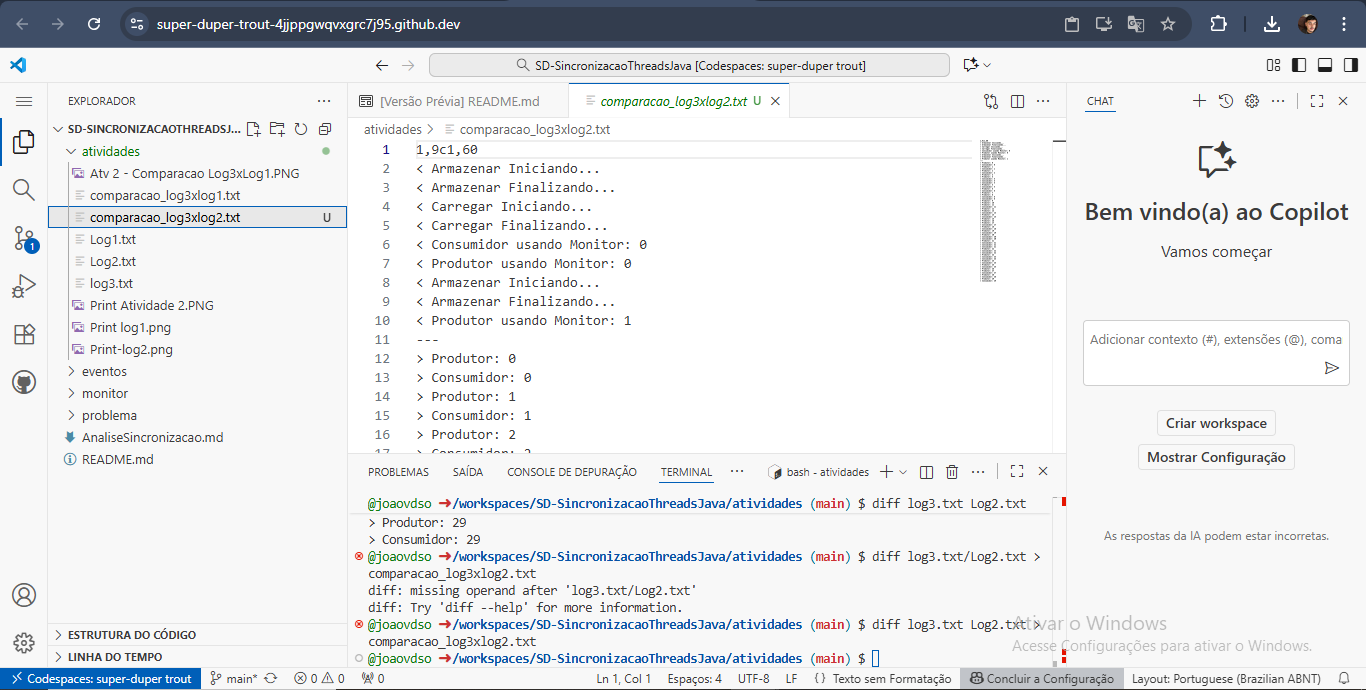 super-duper-trout-4jjppgwqvxgrc7j95.github.dev
SD-SincronizacaoThreadsJava [Codespaces: super-duper trout]
EXPLORADOR
SD-SINCRONIZACAOTHREADSJ...
atividades
Atv 2 - Comparacao Log3xLog1.PNG
comparacao_log3xlog1.txt
comparacao_log3xlog2.txt U
Log1.txt
Log2.txt
log3.txt
Print Atividade 2.PNG
Print log1.png
Print-log2.png
eventos
monitor
problema
AnaliseSincronizacao.md
README.md
ESTRUTURA DO CÓDIGO
LINHA DO TEMPO
1
[Versão Prévia] README.md
comparacao_log3xlog2.txt U
atividades > comparacao_log3xlog2.txt
1 1,9c1,60
2 < Armazenar Iniciando...
3 < Armazenar Finalizando...
4 < Carregar Iniciando...
5 < Carregar Finalizando...
6 < Consumidor usando Monitor: 0
7 < Produtor usando Monitor: 0
8 < Armazenar Iniciando...
9 < Armazenar Finalizando...
10 < Produtor usando Monitor: 1
11 ---
12 > Produtor: 0
13 > Consumidor: 0
14 > Produtor: 1
15 > Consumidor: 1
16 > Produtor: 2
PROBLEMAS SAÍDA CONSOLE DE DEPURAÇÃO TERMINAL ... bash - atividades
@joaovdso ➜/workspaces/SD-SincronizacaoThreadsJava/atividades (main) $ diff log3.txt Log2.txt
> Produtor: 29
> Consumidor: 29
@joaovdso ➜/workspaces/SD-SincronizacaoThreadsJava/atividades (main) $ diff log3.txt/Log2.txt >
comparacao_log3xlog2.txt
diff: missing operand after 'log3.txt/Log2.txt'
diff: Try 'diff --help' for more information.
@joaovdso ➜/workspaces/SD-SincronizacaoThreadsJava/atividades (main) $ diff log3.txt Log2.txt >
comparacao_log3xlog2.txt
@joaovdso ➜/workspaces/SD-SincronizacaoThreadsJava/atividades (main) $
CHAT
Bem vindo(a) ao Copilot
Vamos começar
Adicionar contexto (#), extensões (@), coma
Criar workspace
Mostrar Configuração
As respostas da IA podem estar incorretas.
Ativar o Windows
Acesse Configurações para ativar o Windows.
Codespaces: super-duper trout main* 0 0 0 Ln 1, Col 1 Espaços: 4 UTF-8 LF {} Texto sem Formatação Concluir a Configuração Layout: Portuguese (Brazilian ABNT)